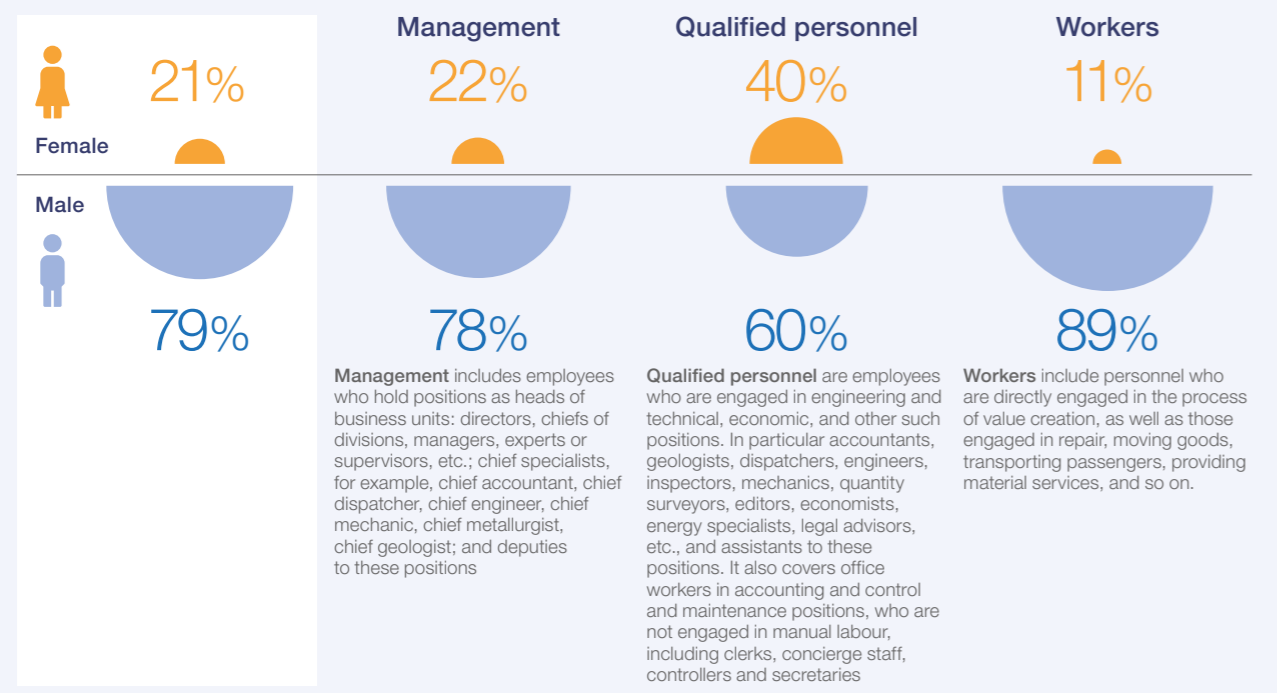 Management
Qualified personnel
Workers
21%
22%
40%
11%
Female
Male
79%
78%
60%
89%
Management includes employees
who hold positions as heads of
business units: directors, chiefs of
divisions, managers, experts or
supervisors, etc.; chief specialists,
for example, chief accountant, chief
dispatcher, chief engineer, chief
mechanic, chief metallurgist,
chief geologist; and deputies
to these positions
Qualified personnel are employees
who are engaged in engineering and
technical, economic, and other such
positions. In particular accountants,
geologists, dispatchers, engineers,
inspectors, mechanics, quantity
surveyors, editors, economists,
energy specialists, legal advisors,
etc., and assistants to these
positions. It also covers office
workers in accounting and control
and maintenance positions, who are
not engaged in manual labour,
including clerks, concierge staff,
controllers and secretaries
Workers include personnel who
are directly engaged in the process
of value creation, as well as those
engaged in repair, moving goods,
transporting passengers, providing
material services, and so on.